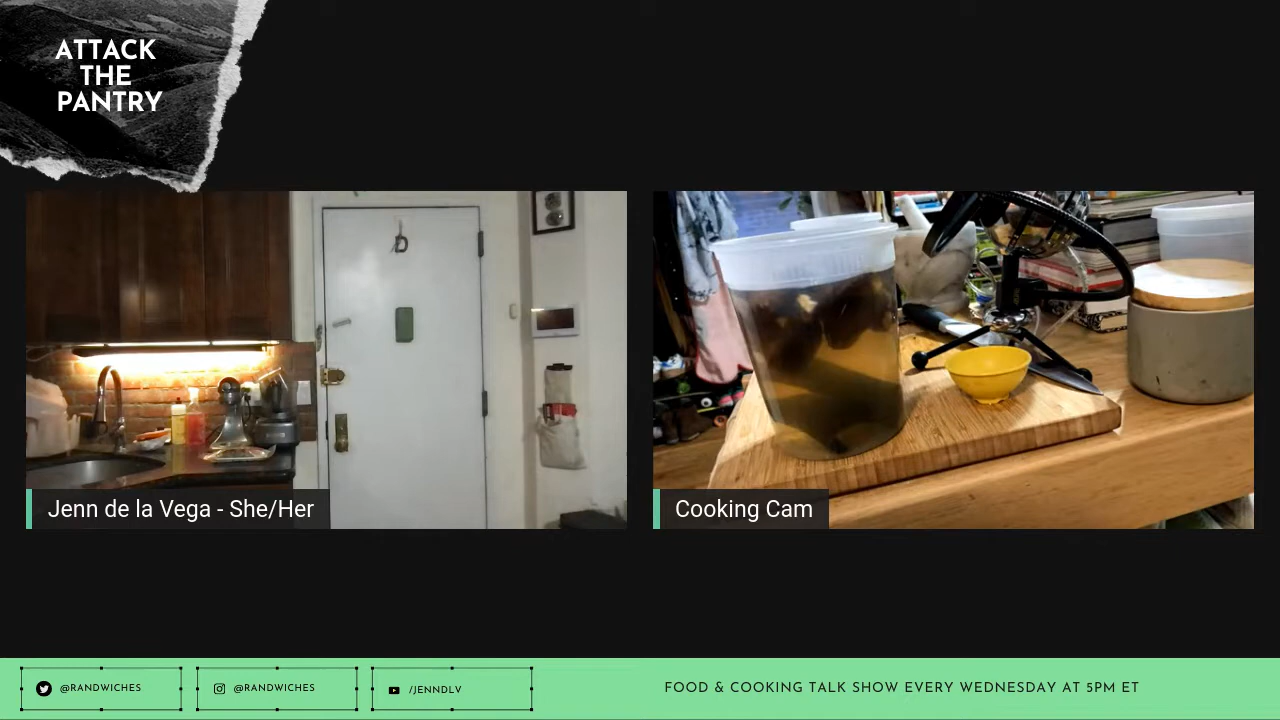 ATTACK
THE
PANTRY
Jenn de la Vega - She/Her
Cooking Cam
@RANDWICHES
@RANDWICHES
/JENNDLV
FOOD & COOKING TALK SHOW EVERY WEDNESDAY AT 5PM ET